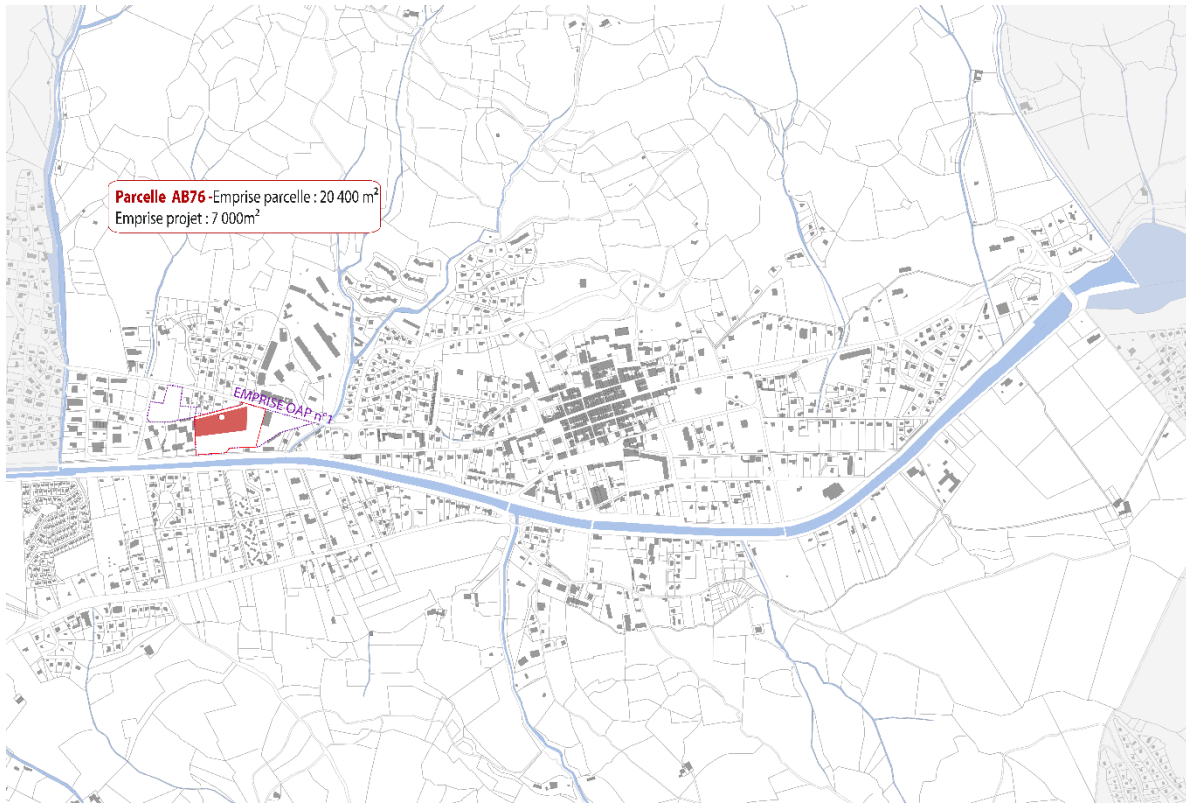 Parcelle AB76 -Emprise parcelle : 20 400 m²
Emprise projet : 7 000m²
EMPRISE OAP n°1